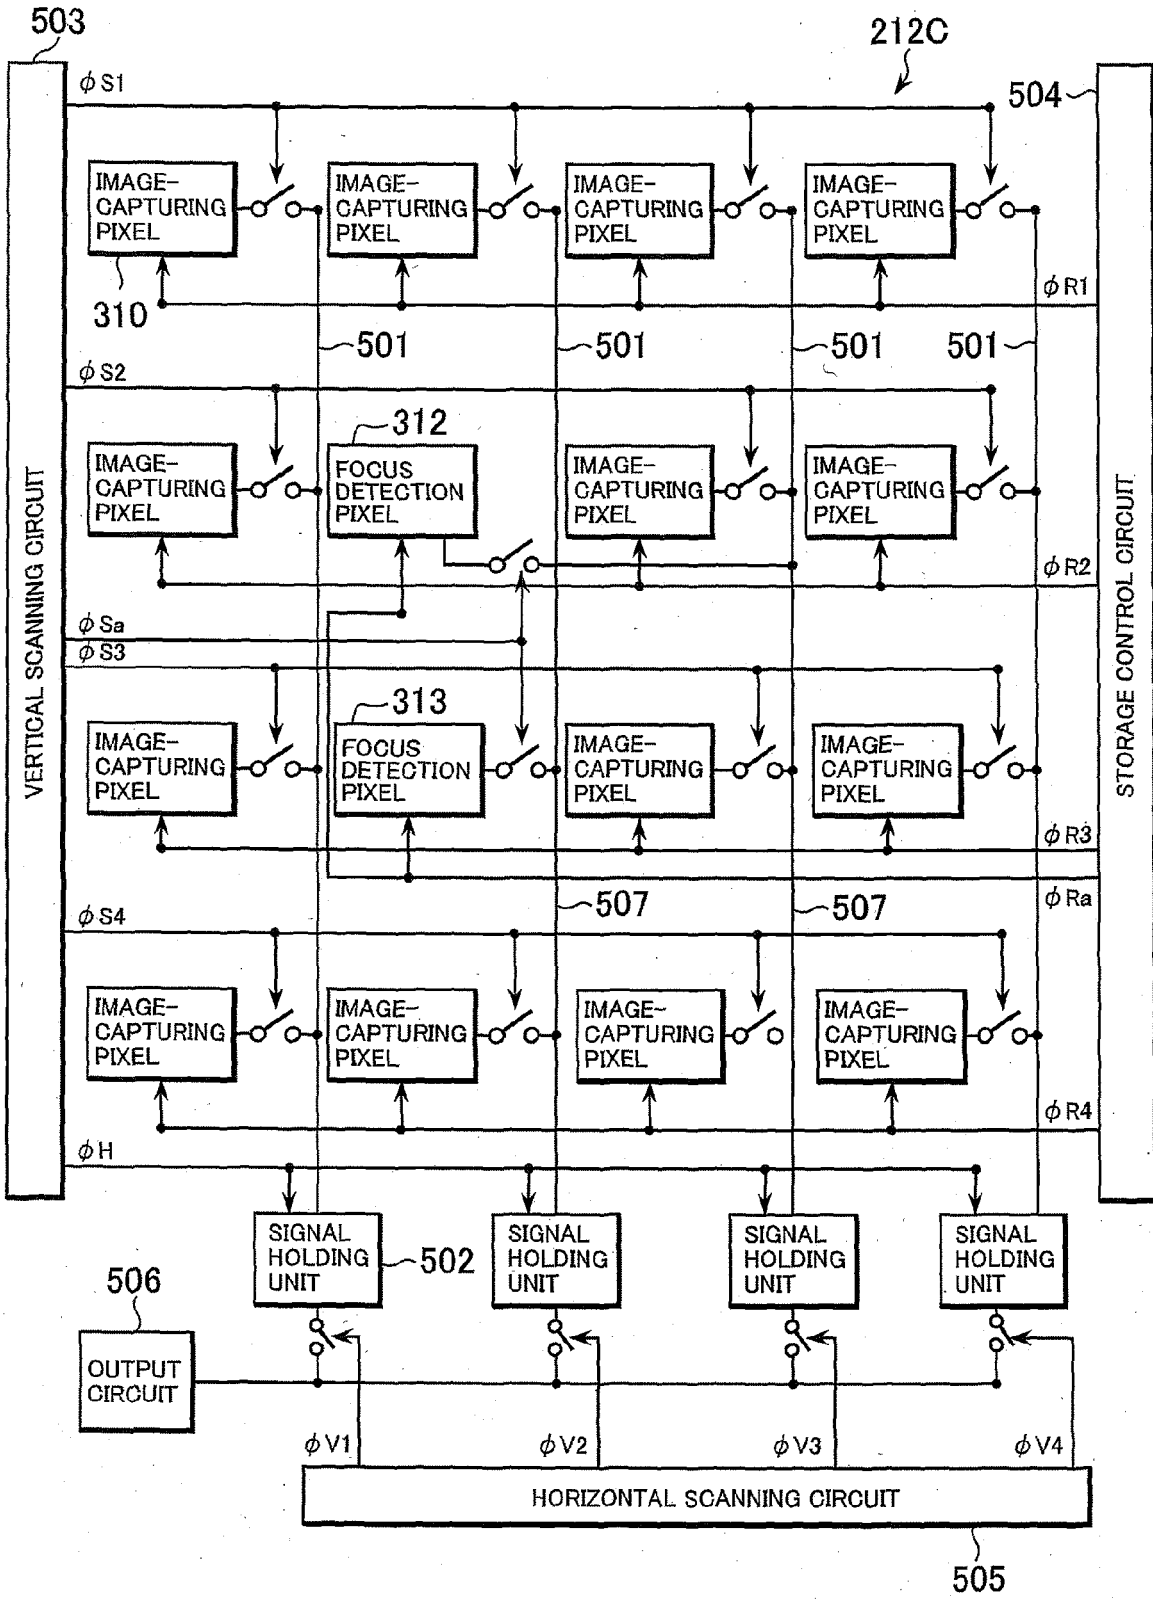 503
212C
504
φS1
IMAGE-
CAPTURING
PIXEL
IMAGE-
CAPTURING
PIXEL
IMAGE-
CAPTURING
PIXEL
IMAGE-
CAPTURING
PIXEL
310
φR1
501
501
501
501
φS2
312
IMAGE-
CAPTURING
PIXEL
FOCUS
DETECTION
PIXEL
IMAGE-
CAPTURING
PIXEL
IMAGE-
CAPTURING
PIXEL
φR2
VERTICAL SCANNING CIRCUIT
STORAGE CONTROL CIRCUIT
φSa
φS3
313
IMAGE-
CAPTURING
PIXEL
FOCUS
DETECTION
PIXEL
IMAGE-
CAPTURING
PIXEL
IMAGE-
CAPTURING
PIXEL
φR3
φRa
507
507
φS4
IMAGE-
CAPTURING
PIXEL
IMAGE-
CAPTURING
PIXEL
IMAGE-
CAPTURING
PIXEL
IMAGE-
CAPTURING
PIXEL
φR4
φH
SIGNAL
HOLDING
UNIT
502
SIGNAL
HOLDING
UNIT
SIGNAL
HOLDING
UNIT
SIGNAL
HOLDING
UNIT
506
OUTPUT
CIRCUIT
φV1
φV2
φV3
φV4
HORIZONTAL SCANNING CIRCUIT
505